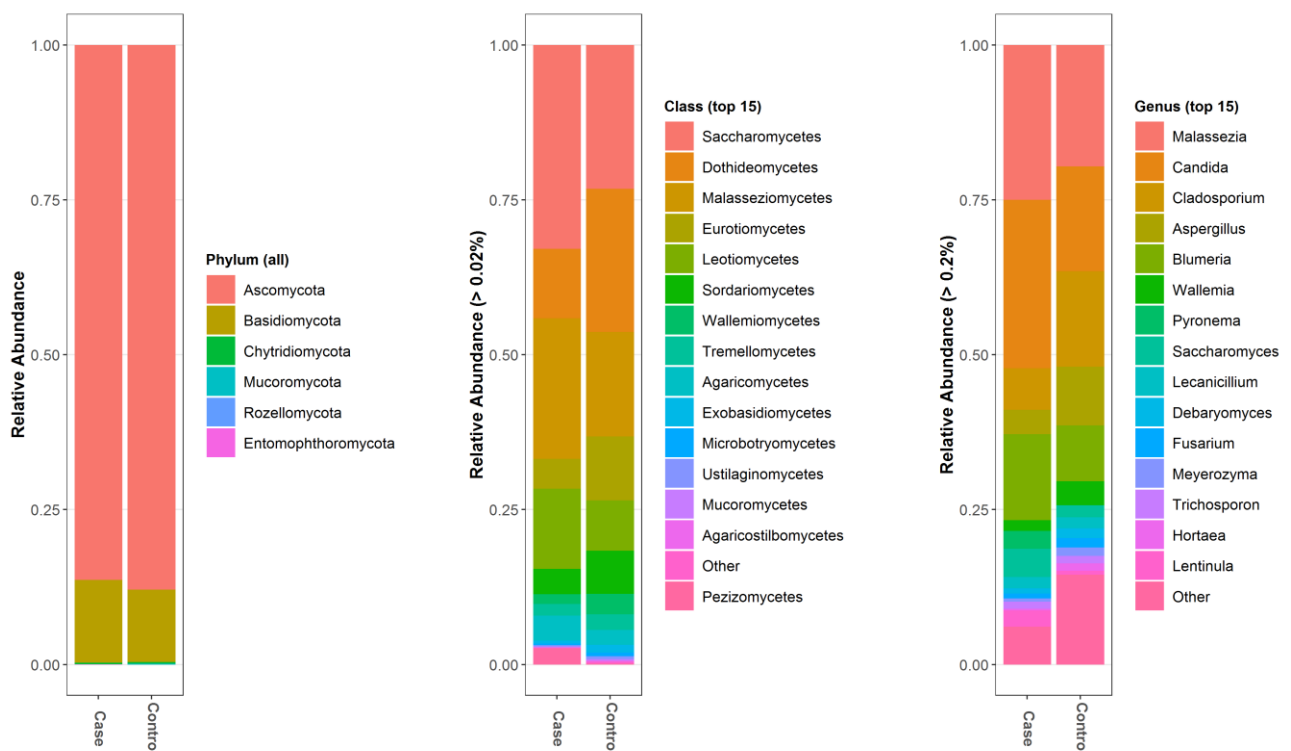 Relative Abundance
1.00
0.75
0.50
0.25
0.00
Case
Contro
Phylum (all)
Ascomycota
Basidiomycota
Chytridiomycota
Mucoromycota
Rozellomycota
Entomophthoromycota
Relative Abundance (> 0.02%)
1.00
0.75
0.50
0.25
0.00
Case
Contro
Class (top 15)
Saccharomycetes
Dothideomycetes
Malasseziomycetes
Eurotiomycetes
Leotiomycetes
Sordariomycetes
Wallemiomycetes
Tremellomycetes
Agaricomycetes
Exobasidiomycetes
Microbotryomycetes
Ustilaginomycetes
Mucoromycetes
Agaricostilbomycetes
Other
Pezizomycetes
Relative Abundance (> 0.2%)
1.00
0.75
0.50
0.25
0.00
Case
Contro
Genus (top 15)
Malassezia
Candida
Cladosporium
Aspergillus
Blumeria
Wallemia
Pyronema
Saccharomyces
Lecanicillium
Debaryomyces
Fusarium
Meyerozyma
Trichosporon
Hortaea
Lentinula
Other